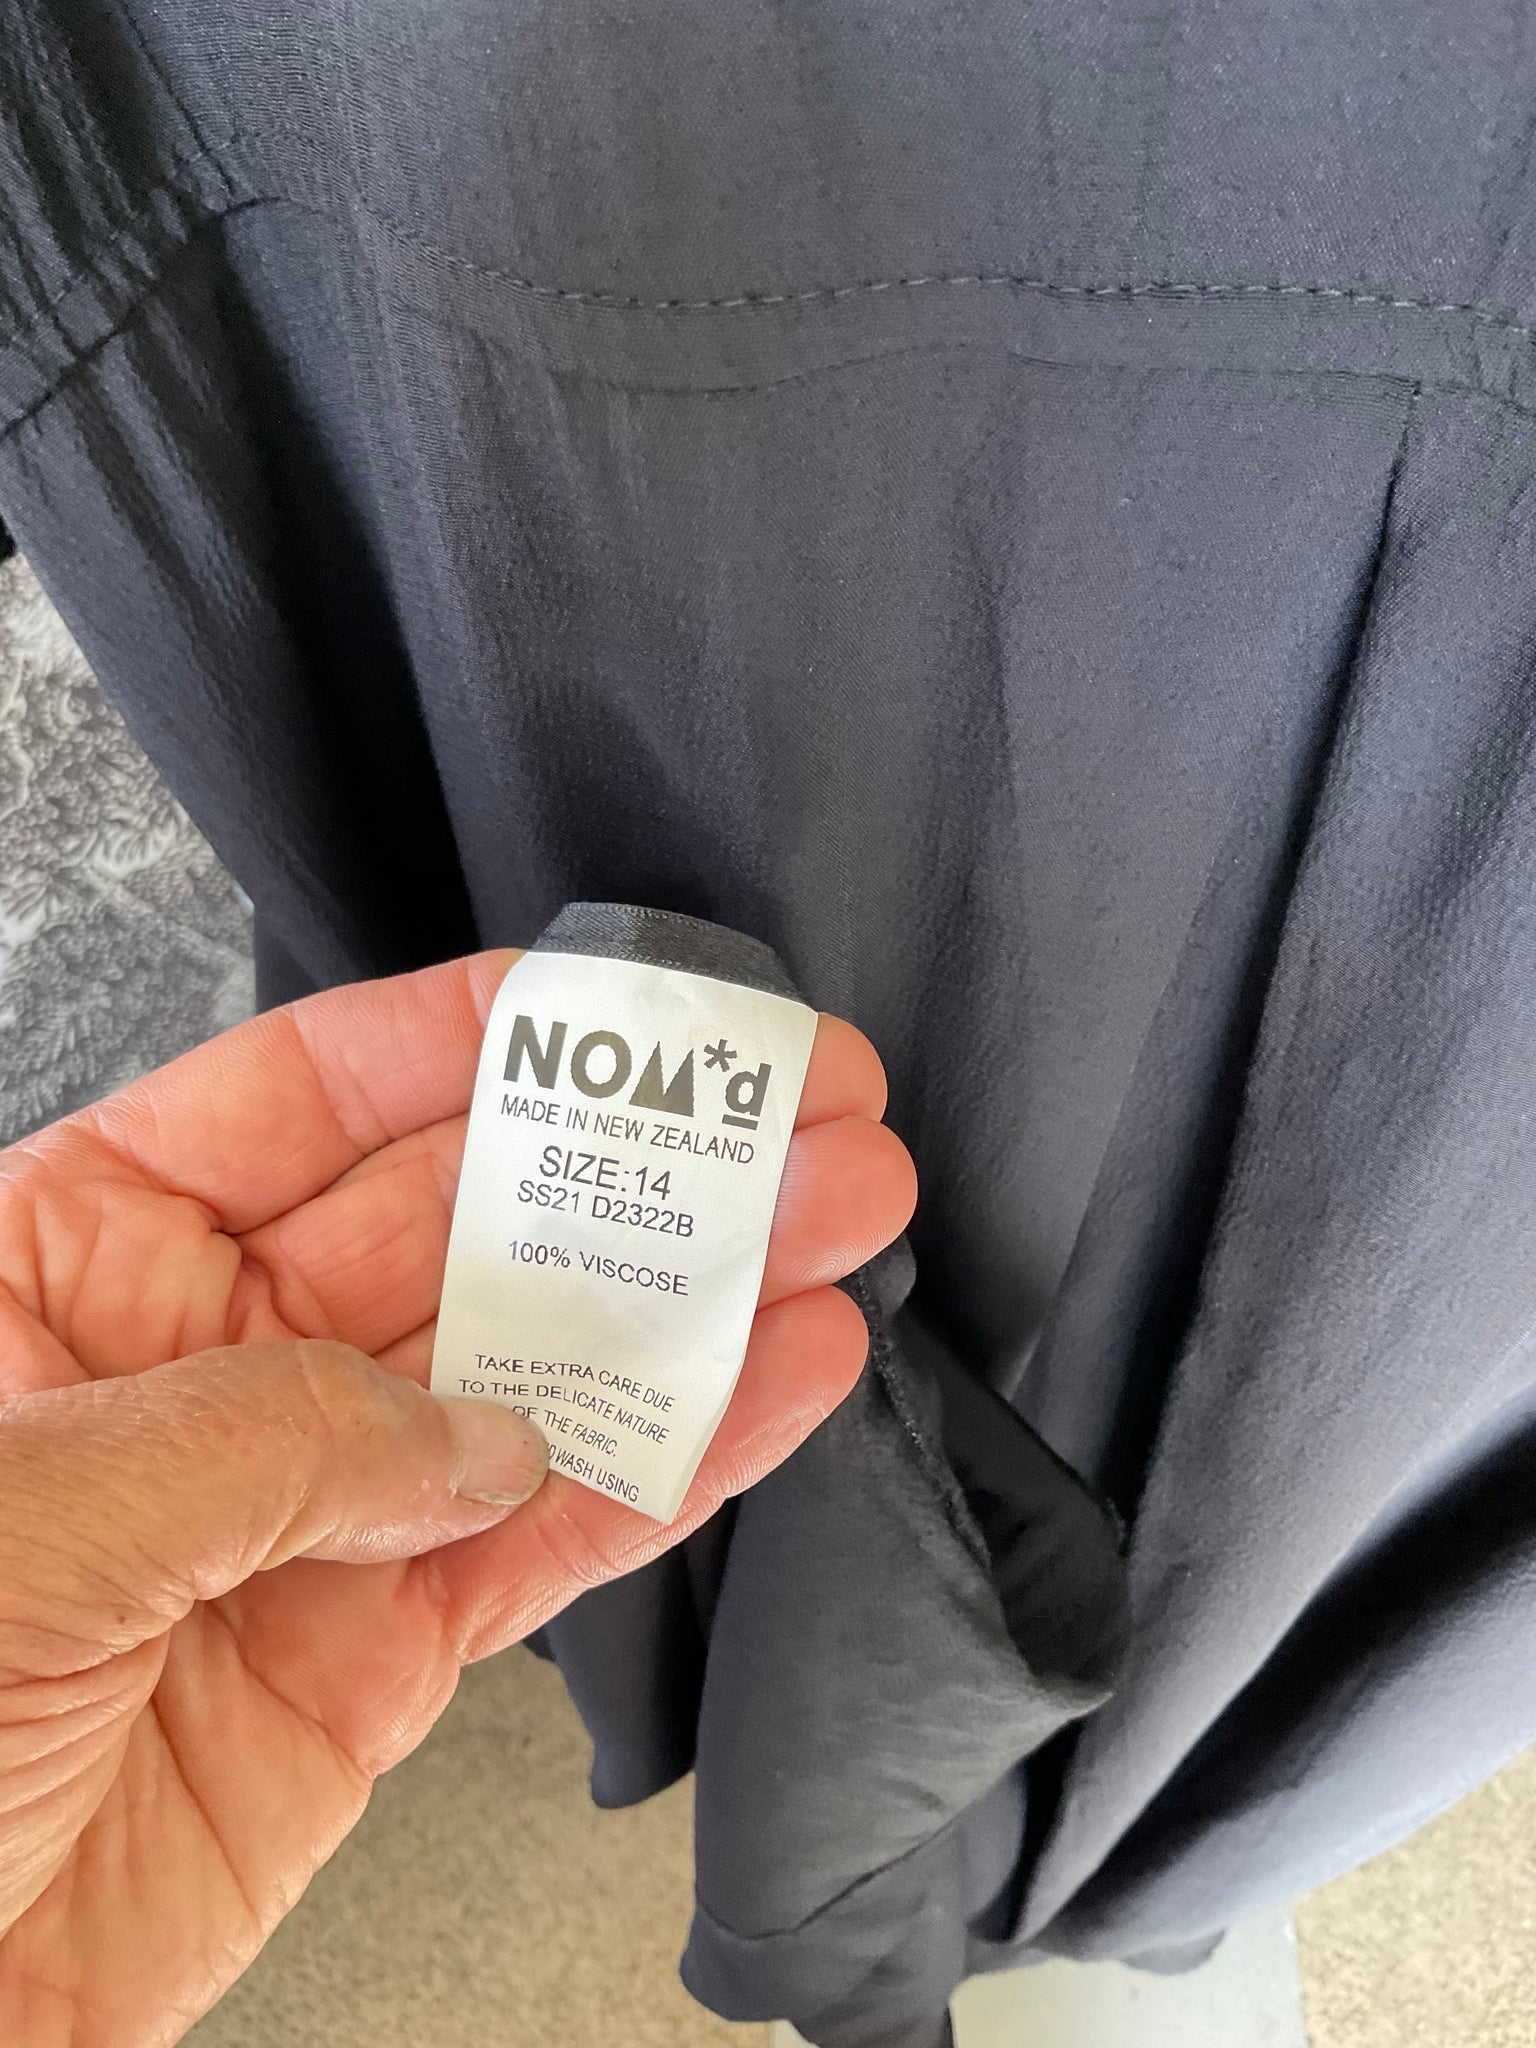 NOM*d
MADE IN NEW ZEALAND
SIZE:14
SS21 D2322B
100% VISCOSE
TAKE EXTRA CARE DUE
TO THE DELICATE NATURE
OF THE FABRIC.
WASH USING